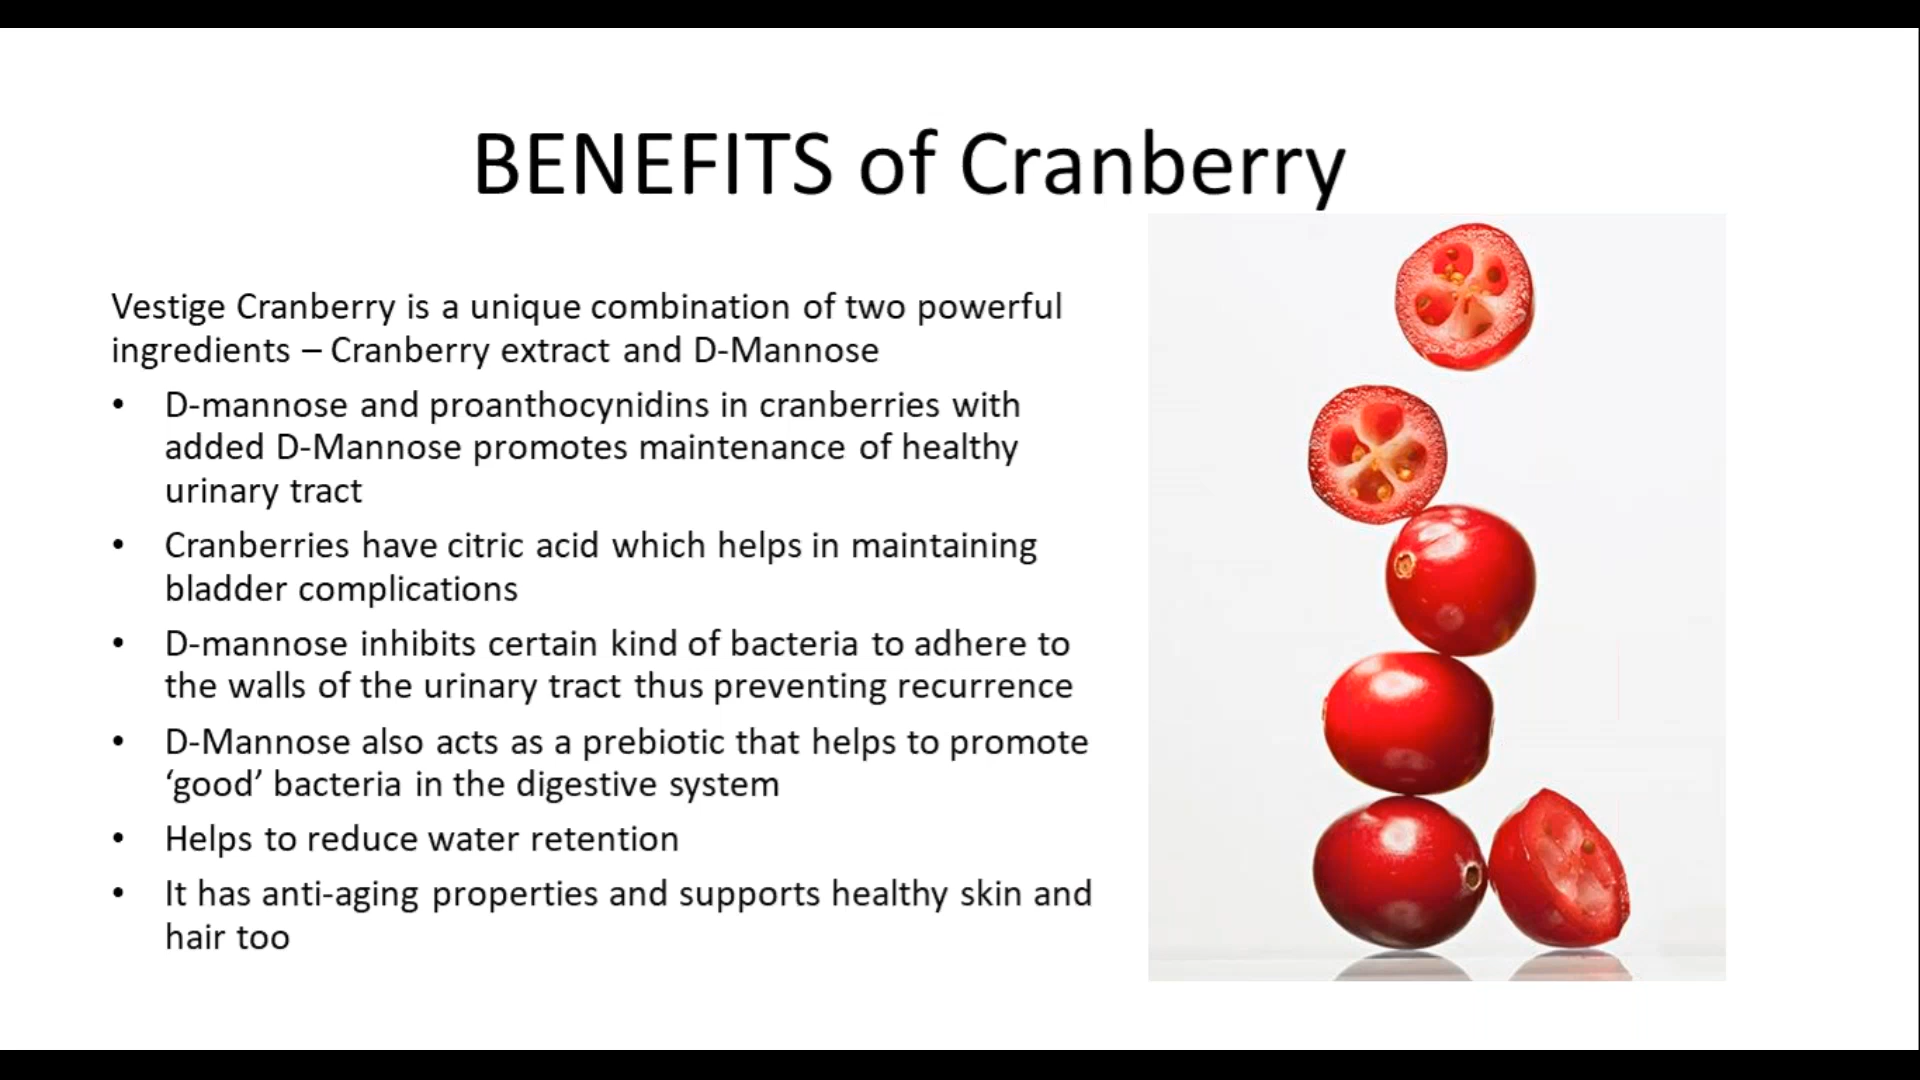 BENEFITS of Cranberry
Vestige Cranberry is a unique combination of two powerful
ingredients – Cranberry extract and D-Mannose
• D-mannose and proanthocynidins in cranberries with
added D-Mannose promotes maintenance of healthy
urinary tract
• Cranberries have citric acid which helps in maintaining
bladder complications
• D-mannose inhibits certain kind of bacteria to adhere to
the walls of the urinary tract thus preventing recurrence
• D-Mannose also acts as a prebiotic that helps to promote
‘good’ bacteria in the digestive system
• Helps to reduce water retention
• It has anti-aging properties and supports healthy skin and
hair too